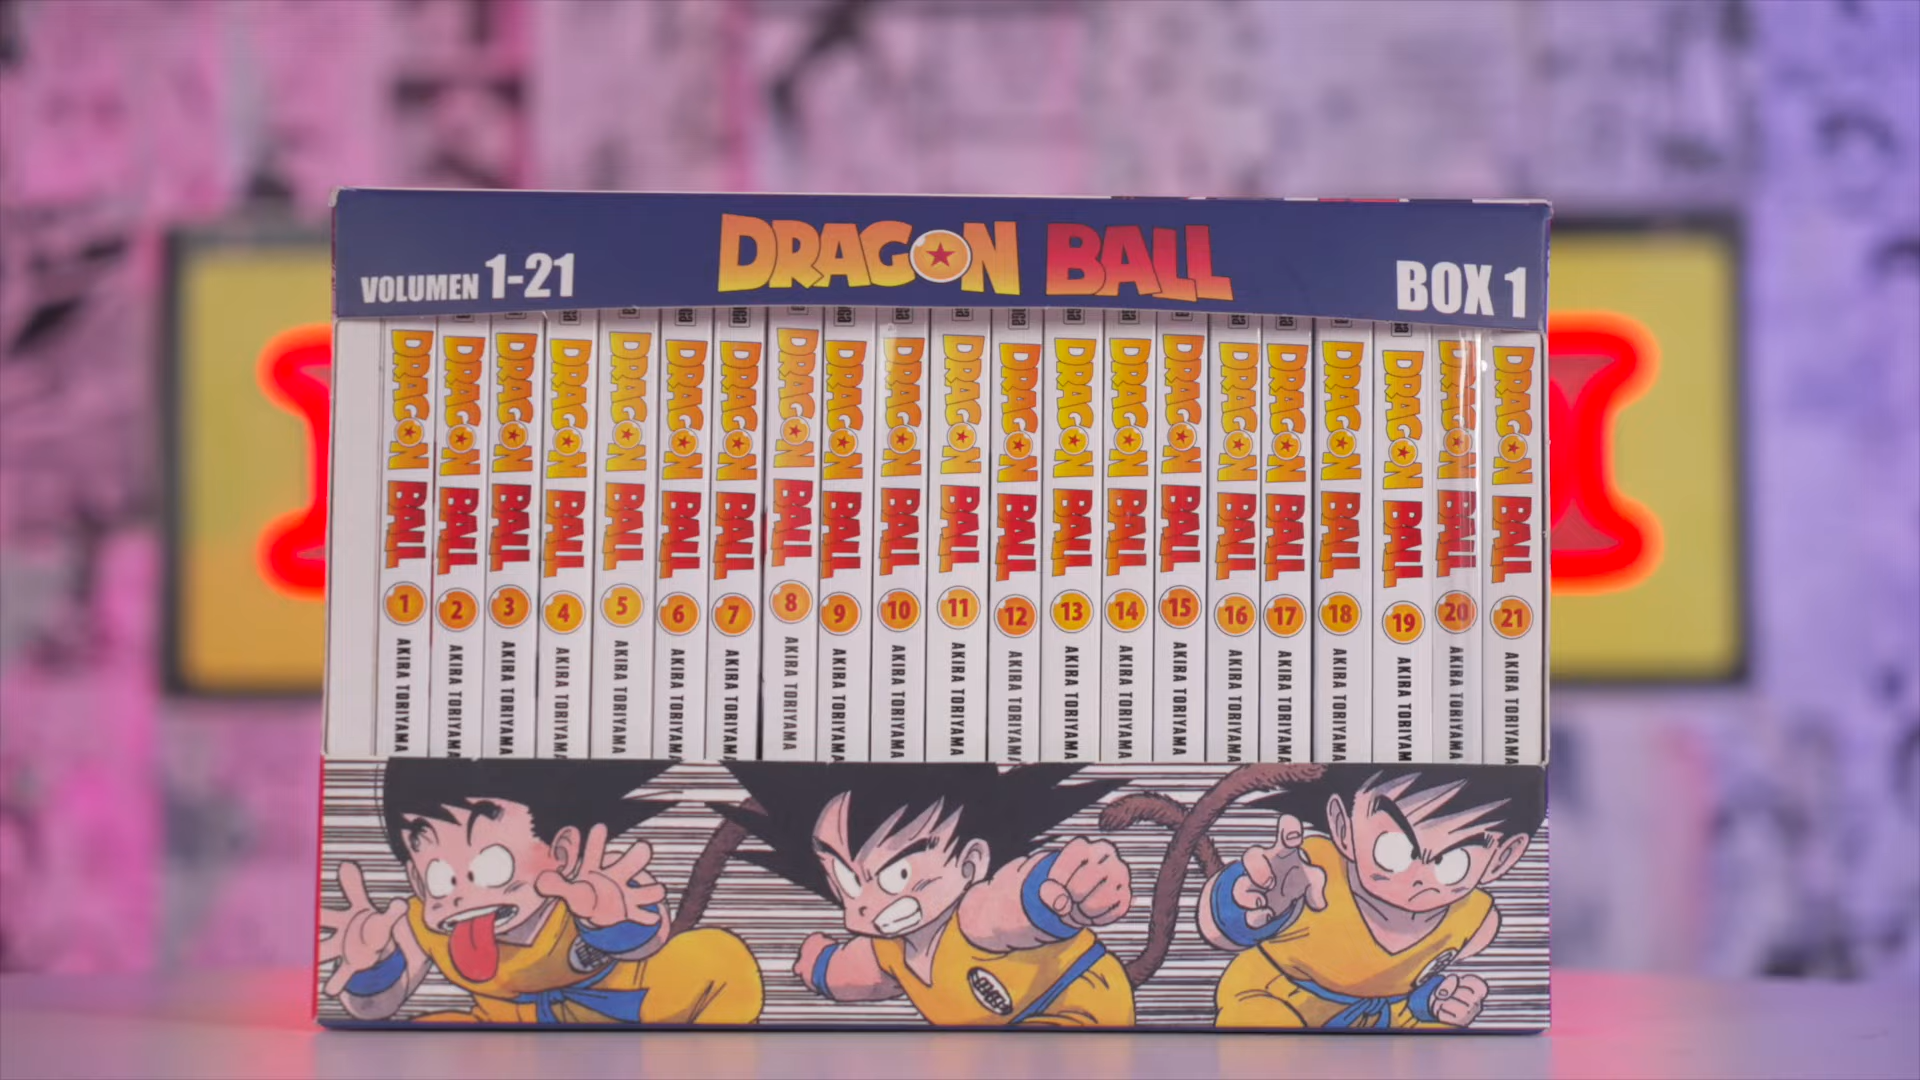 VOLUMEN 1-21
DRAGON BALL
BOX 1
DRAGON BALL 1 AKIRA TORIYAMA
DRAGON BALL 2 AKIRA TORIYAMA
DRAGON BALL 3 AKIRA TORIYAMA
DRAGON BALL 4 AKIRA TORIYAMA
DRAGON BALL 5 AKIRA TORIYAMA
DRAGON BALL 6 AKIRA TORIYAMA
DRAGON BALL 7 AKIRA TORIYAMA
DRAGON BALL 8 AKIRA TORIYAMA
DRAGON BALL 9 AKIRA TORIYAMA
DRAGON BALL 10 AKIRA TORIYAMA
DRAGON BALL 11 AKIRA TORIYAMA
DRAGON BALL 12 AKIRA TORIYAMA
DRAGON BALL 13 AKIRA TORIYAMA
DRAGON BALL 14 AKIRA TORIYAMA
DRAGON BALL 15 AKIRA TORIYAMA
DRAGON BALL 16 AKIRA TORIYAMA
DRAGON BALL 17 AKIRA TORIYAMA
DRAGON BALL 18 AKIRA TORIYAMA
DRAGON BALL 19 AKIRA TORIYAMA
DRAGON BALL 20 AKIRA TORIYAMA
DRAGON BALL 21 AKIRA TORIYAMA